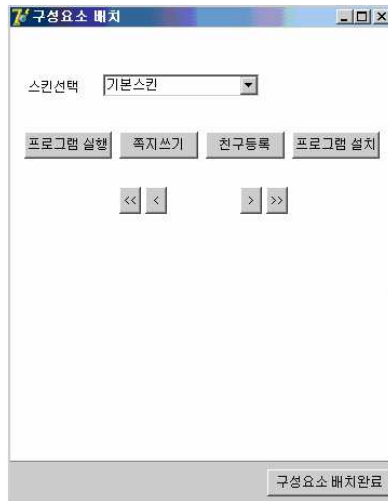 구성요소 배치
스킨선택 기본스킨
프로그램 실행 쪽지쓰기 친구등록 프로그램 설치
<< < > >>
구성요소 배치완료